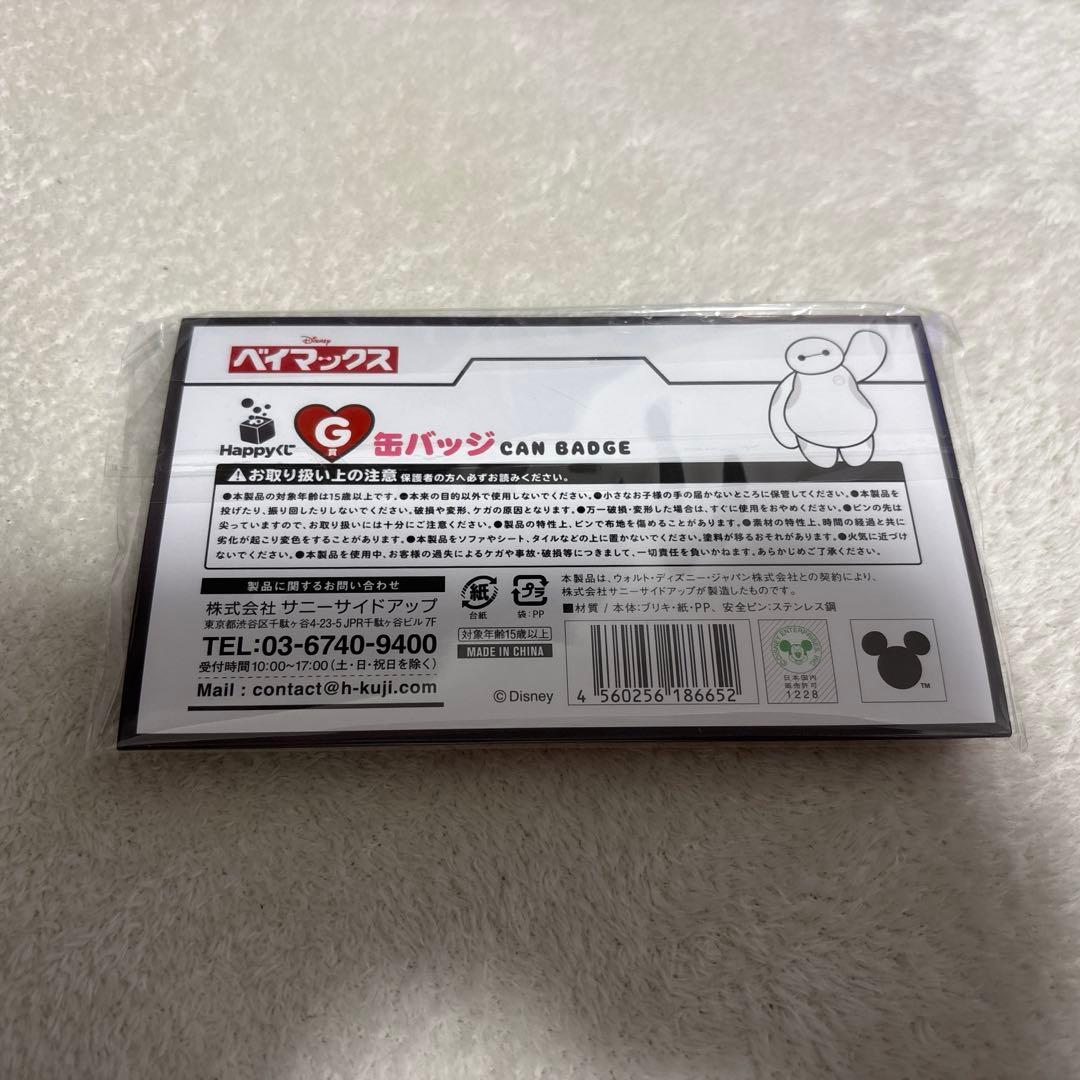 Disney
ベイマックス
Happyくじ
G
賞
缶バッジ CAN BADGE
お取り扱い上の注意 保護者の方へ必ずお読みください。
●本製品の対象年齢は15歳以上です。●本来の目的以外で使用しないでください。●小さなお子様の手の届かないところに保管してください。●本製品を
投げたり、振り回したりしないでください。破損や変形、ケガの原因となります。●万一破損・変形した場合は、すぐに使用をおやめください。●ピンの先は
尖っていますので、お取り扱いには十分にご注意ください。●製品の特性上、ピンで布地を傷めることがあります。●素材の特性上、時間の経過と共に
劣化が起こり変色をすることがあります。●本製品をソファやシート、タイルなどの上に置かないでください。塗料が移るおそれがあります。●火気に近づけ
ないでください。●本製品を使用中、お客様の過失によるケガや事故・破損等につきまして、一切責任を負いかねます。あらかじめご了承ください。
製品に関するお問い合わせ
株式会社 サニーサイドアップ
東京都渋谷区千駄ヶ谷4-23-5 JPR千駄ヶ谷ビル 7F
TEL:03-6740-9400
受付時間10:00~17:00（土・日・祝日を除く）
Mail : contact@h-kuji.com
紙
台紙
プラ
袋:PP
対象年齢15歳以上
MADE IN CHINA
©Disney
本製品は、ウォルト・ディズニー・ジャパン株式会社との契約により、
株式会社サニーサイドアップが製造したものです。
■材質 / 本体:ブリキ・紙・PP、安全ピン:ステンレス鋼
4 560256 186652
日本国内
販売許可
1228
TM